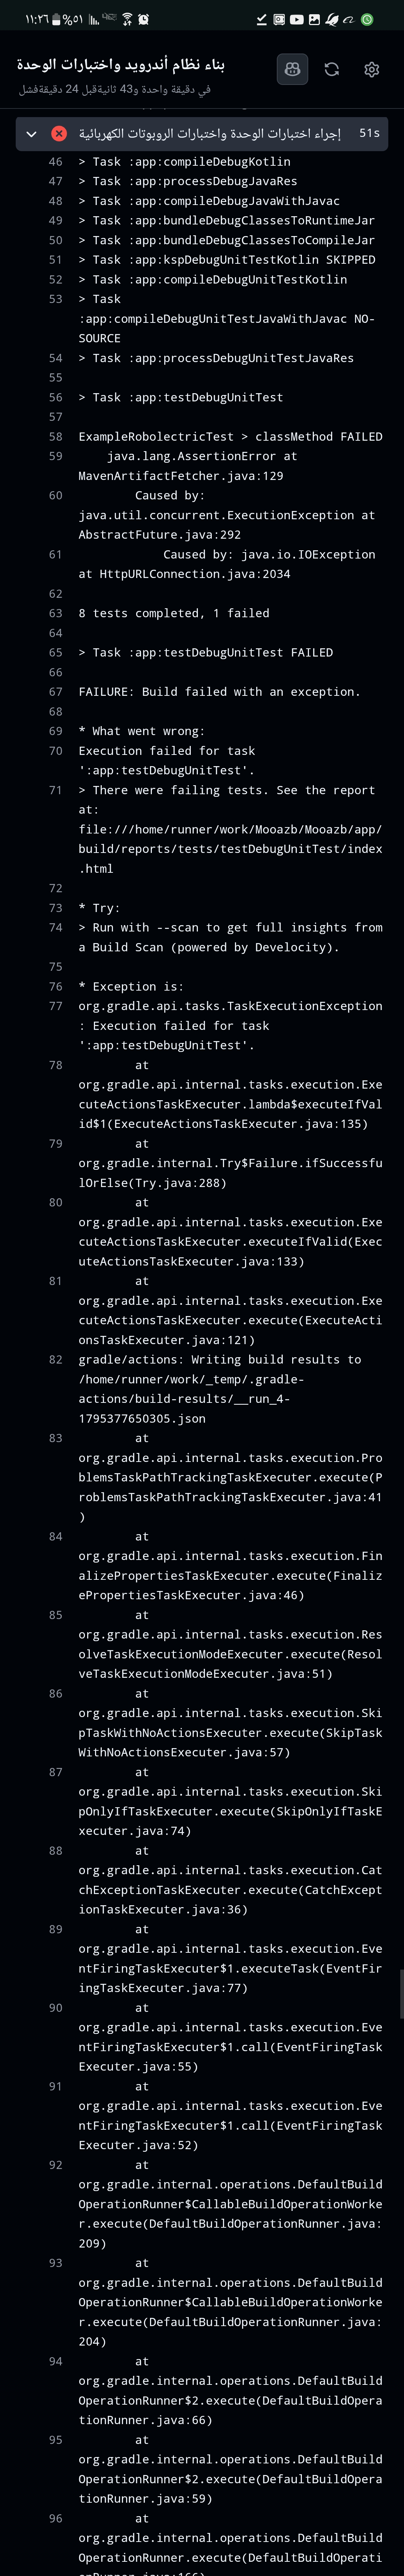 ١١:٢٦ %٥١
بناء نظام أندرويد واختبارات الوحدة
فشل قبل 24 دقيقة في دقيقة واحدة و43 ثانية
إجراء اختبارات الوحدة واختبارات الروبوتات الكهربائية 51s
46 > Task :app:compileDebugKotlin
47 > Task :app:processDebugJavaRes
48 > Task :app:compileDebugJavaWithJavac
49 > Task :app:bundleDebugClassesToRuntimeJar
50 > Task :app:bundleDebugClassesToCompileJar
51 > Task :app:kspDebugUnitTestKotlin SKIPPED
52 > Task :app:compileDebugUnitTestKotlin
53 > Task
:app:compileDebugUnitTestJavaWithJavac NO-
SOURCE
54 > Task :app:processDebugUnitTestJavaRes
55
56 > Task :app:testDebugUnitTest
57
58 ExampleRobolectricTest > classMethod FAILED
59 java.lang.AssertionError at
MavenArtifactFetcher.java:129
60 Caused by:
java.util.concurrent.ExecutionException at
AbstractFuture.java:292
61 Caused by: java.io.IOException
at HttpURLConnection.java:2034
62
63 8 tests completed, 1 failed
64
65 > Task :app:testDebugUnitTest FAILED
66
67 FAILURE: Build failed with an exception.
68
69 * What went wrong:
70 Execution failed for task
':app:testDebugUnitTest'.
71 > There were failing tests. See the report
at:
file:///home/runner/work/Mooazb/Mooazb/app/
build/reports/tests/testDebugUnitTest/index
.html
72
73 * Try:
74 > Run with --scan to get full insights from
a Build Scan (powered by Develocity).
75
76 * Exception is:
77 org.gradle.api.tasks.TaskExecutionException
: Execution failed for task
':app:testDebugUnitTest'.
78 at
org.gradle.api.internal.tasks.execution.Exe
cuteActionsTaskExecuter.lambda$executeIfVal
id$1(ExecuteActionsTaskExecuter.java:135)
79 at
org.gradle.internal.Try$Failure.ifSuccessfu
lOrElse(Try.java:288)
80 at
org.gradle.api.internal.tasks.execution.Exe
cuteActionsTaskExecuter.executeIfValid(Exec
uteActionsTaskExecuter.java:133)
81 at
org.gradle.api.internal.tasks.execution.Exe
cuteActionsTaskExecuter.execute(ExecuteActi
onsTaskExecuter.java:121)
82 gradle/actions: Writing build results to
/home/runner/work/_temp/.gradle-
actions/build-results/__run_4-
1795377650305.json
83 at
org.gradle.api.internal.tasks.execution.Pro
blemsTaskPathTrackingTaskExecuter.execute(P
roblemsTaskPathTrackingTaskExecuter.java:41
)
84 at
org.gradle.api.internal.tasks.execution.Fin
alizePropertiesTaskExecuter.execute(Finaliz
ePropertiesTaskExecuter.java:46)
85 at
org.gradle.api.internal.tasks.execution.Res
olveTaskExecutionModeExecuter.execute(Resol
veTaskExecutionModeExecuter.java:51)
86 at
org.gradle.api.internal.tasks.execution.Ski
pTaskWithNoActionsExecuter.execute(SkipTask
WithNoActionsExecuter.java:57)
87 at
org.gradle.api.internal.tasks.execution.Ski
pOnlyIfTaskExecuter.execute(SkipOnlyIfTaskE
xecuter.java:74)
88 at
org.gradle.api.internal.tasks.execution.Cat
chExceptionTaskExecuter.execute(CatchExcept
ionTaskExecuter.java:36)
89 at
org.gradle.api.internal.tasks.execution.Eve
ntFiringTaskExecuter$1.executeTask(EventFir
ingTaskExecuter.java:77)
90 at
org.gradle.api.internal.tasks.execution.Eve
ntFiringTaskExecuter$1.call(EventFiringTask
Executer.java:55)
91 at
org.gradle.api.internal.tasks.execution.Eve
ntFiringTaskExecuter$1.call(EventFiringTask
Executer.java:52)
92 at
org.gradle.internal.operations.DefaultBuild
OperationRunner$CallableBuildOperationWorke
r.execute(DefaultBuildOperationRunner.java:
209)
93 at
org.gradle.internal.operations.DefaultBuild
OperationRunner$CallableBuildOperationWorke
r.execute(DefaultBuildOperationRunner.java:
204)
94 at
org.gradle.internal.operations.DefaultBuild
OperationRunner$2.execute(DefaultBuildOpera
tionRunner.java:66)
95 at
org.gradle.internal.operations.DefaultBuild
OperationRunner$2.execute(DefaultBuildOpera
tionRunner.java:59)
96 at
org.gradle.internal.operations.DefaultBuild
OperationRunner.execute(DefaultBuildOperati